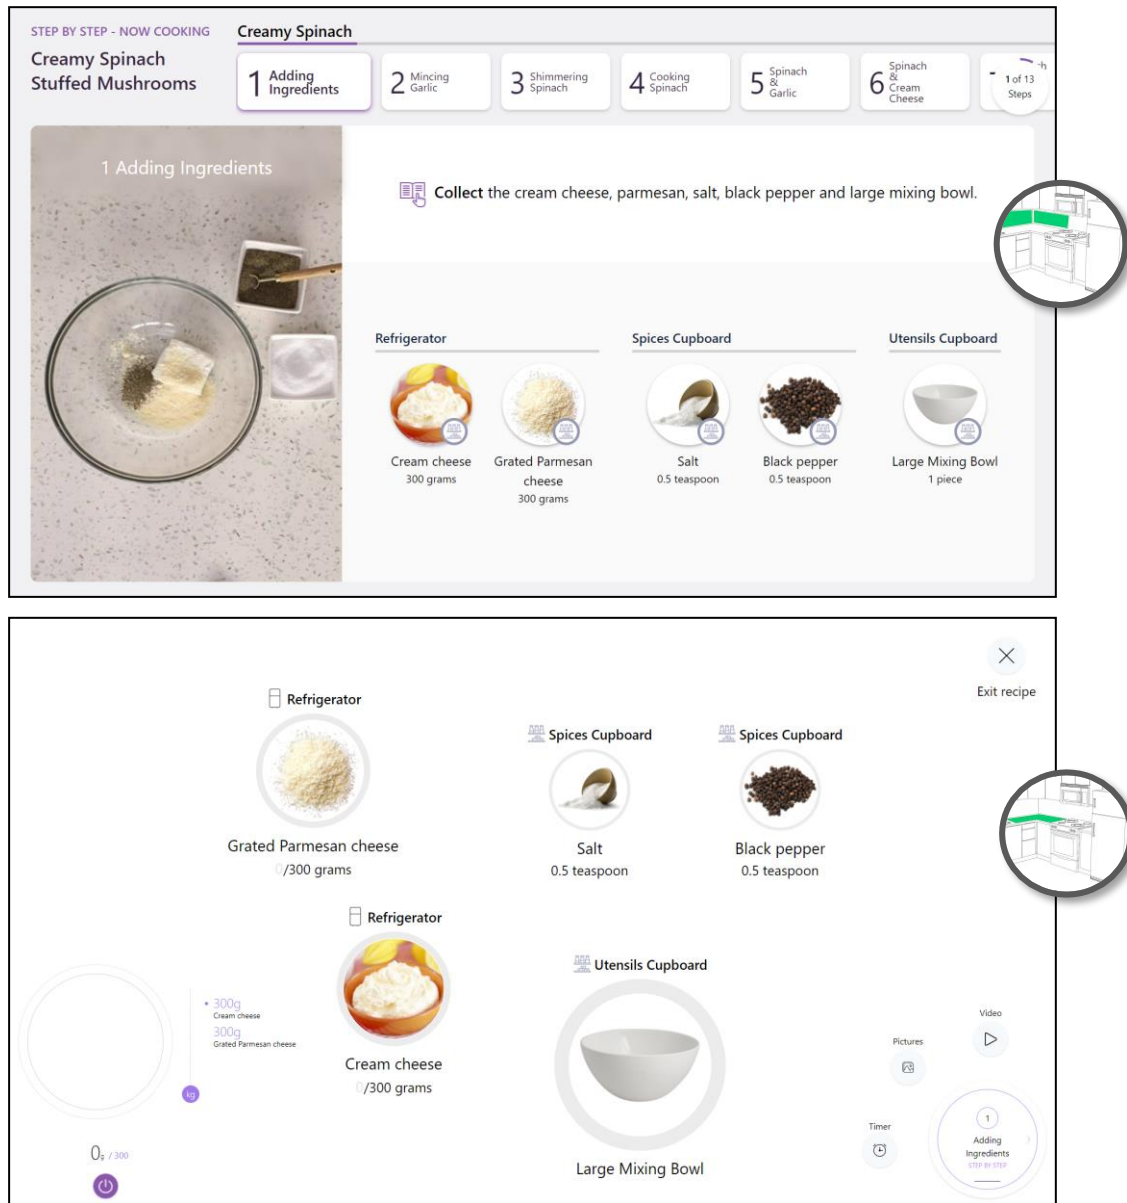 STEP BY STEP - NOW COOKING
Creamy Spinach
Stuffed Mushrooms
Creamy Spinach
1 Adding
Ingredients
2 Mincing
Garlic
3 Shimmering
Spinach
4 Cooking
Spinach
5 Spinach
&
Garlic
6 Spinach
&
Cream
Cheese
1 of 13
Steps
1 Adding Ingredients
Collect the cream cheese, parmesan, salt, black pepper and large mixing bowl.
Refrigerator
Spices Cupboard
Utensils Cupboard
Cream cheese
300 grams
Grated Parmesan
cheese
300 grams
Salt
0.5 teaspoon
Black pepper
0.5 teaspoon
Large Mixing Bowl
1 piece
Exit recipe
Refrigerator
Grated Parmesan cheese
0/300 grams
Spices Cupboard
Salt
0.5 teaspoon
Spices Cupboard
Black pepper
0.5 teaspoon
Refrigerator
Cream cheese
0/300 grams
Utensils Cupboard
Large Mixing Bowl
300g
Cream cheese
300g
Grated Parmesan cheese
kg
0g / 300
Video
Pictures
Timer
1
Adding
Ingredients
STEP BY STEP